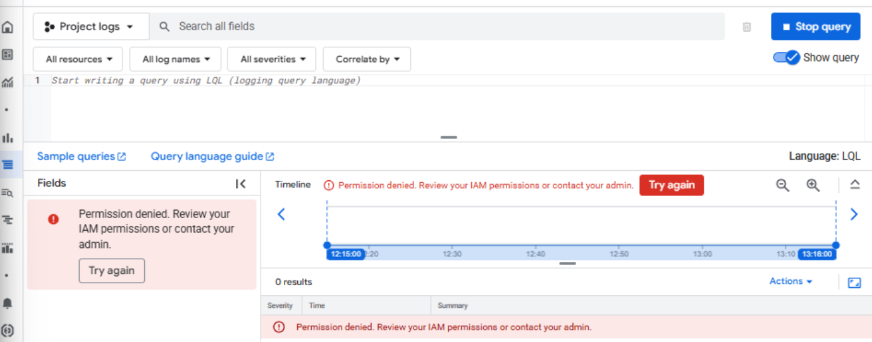 Project logs
Search all fields
Stop query
All resources
All log names
All severities
Correlate by
Show query
1 Start writing a query using LQL (logging query language)
Sample queries
Query language guide
Language: LQL
Fields
Timeline
Permission denied. Review your IAM permissions or contact your admin.
Try again
Permission denied. Review your
IAM permissions or contact your
admin.
Try again
12:15:00 :20 12:30 12:40 12:50 13:00 13:10 13:16:00
0 results
Actions
Severity Time Summary
Permission denied. Review your IAM permissions or contact your admin.